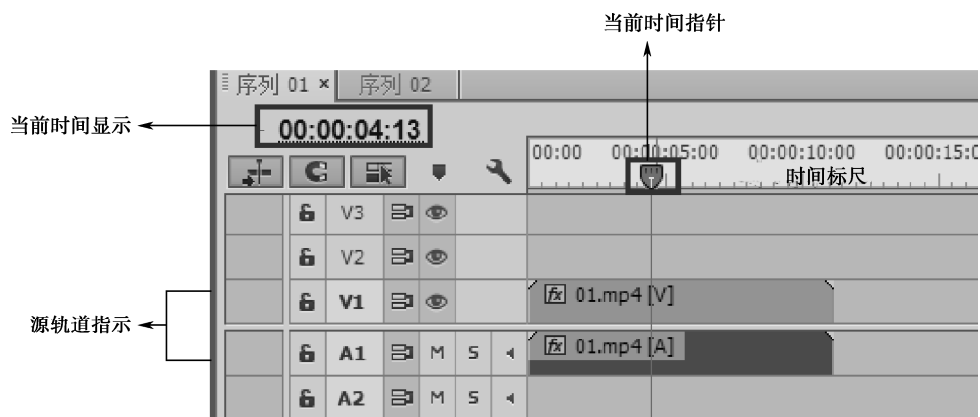 当前时间指针
序列 01 × 序列 02
当前时间显示
00:00:04:13
00:00 00:00:05:00 00:00:10:00 00:00:15:0
时间标尺
V3
V2
V1 fx 01.mp4 [V]
源轨道指示
A1 M S fx 01.mp4 [A]
A2 M S